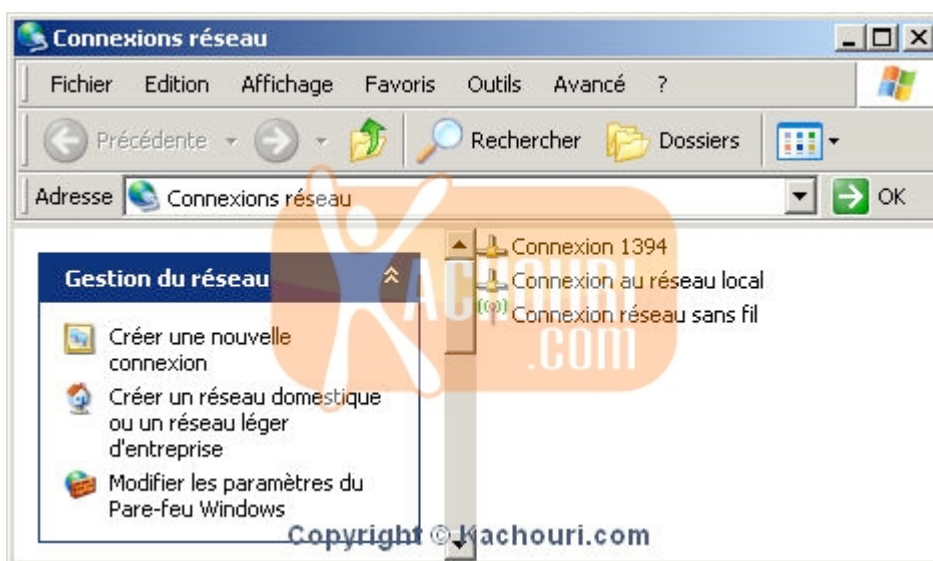 Connexions réseau
Fichier Edition Affichage Favoris Outils Avancé ?
Précédente Rechercher Dossiers
Adresse Connexions réseau OK
Gestion du réseau
Créer une nouvelle
connexion
Créer un réseau domestique
ou un réseau léger
d'entreprise
Modifier les paramètres du
Pare-feu Windows
Connexion 1394
Connexion au réseau local
Connexion réseau sans fil
KACHOURI
.com
Copyright © Kachouri.com